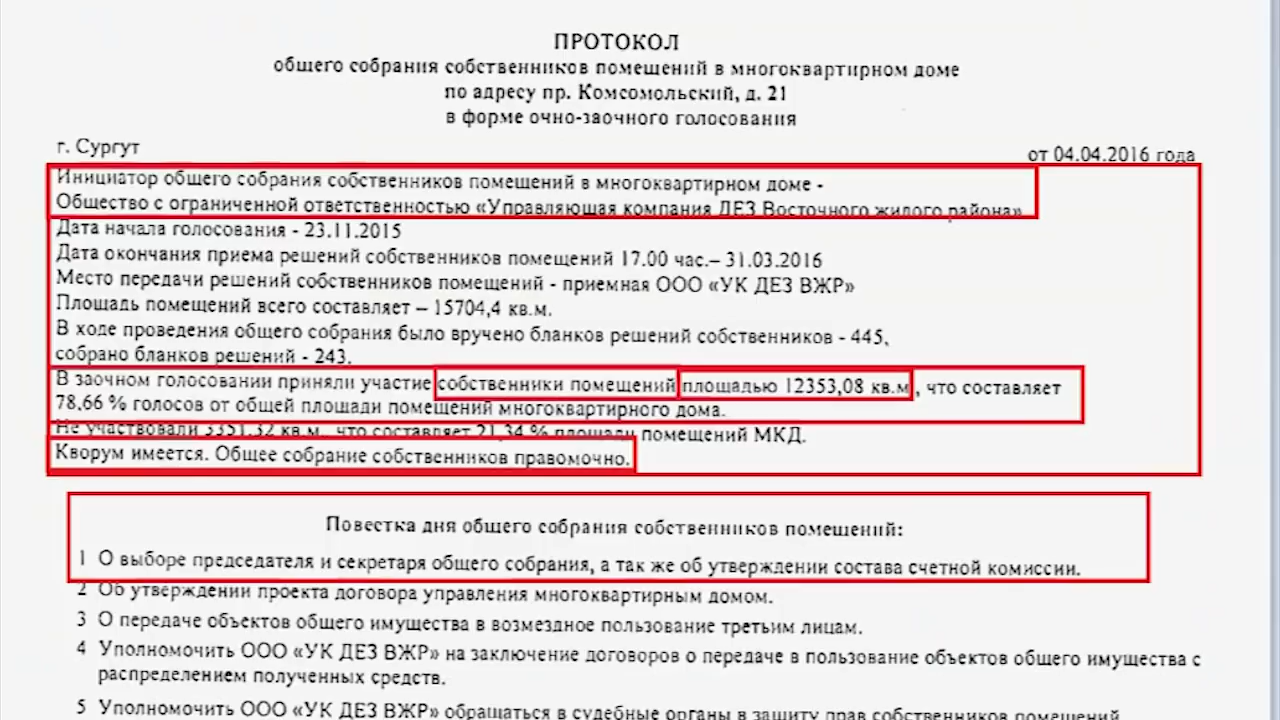 ПРОТОКОЛ
общего собрания собственников помещений в многоквартирном доме
по адресу пр. Комсомольский, д. 21
в форме очно-заочного голосования
г. Сургут
от 04.04.2016 года
Инициатор общего собрания собственников помещений в многоквартирном доме -
Общество с ограниченной ответственностью «Управляющая компания ДЕЗ Восточного жилого района»
Дата начала голосования - 23.11.2015
Дата окончания приема решений собственников помещений 17.00 час.– 31.03.2016
Место передачи решений собственников помещений - приемная ООО «УК ДЕЗ ВЖР»
Площадь помещений всего составляет – 15704,4 кв.м.
В ходе проведения общего собрания было вручено бланков решений собственников - 445,
собрано бланков решений - 243.
В заочном голосовании приняли участие собственники помещений площадью 12353,08 кв.м., что составляет
78,66 % голосов от общей площади помещений многоквартирного дома.
Не участвовали 3351,32 кв.м., что составляет 21,34 % площади помещений МКД.
Кворум имеется. Общее собрание собственников правомочно.
Повестка дня общего собрания собственников помещений:
1 О выборе председателя и секретаря общего собрания, а так же об утверждении состава счетной комиссии.
2 Об утверждении проекта договора управления многоквартирным домом.
3 О передаче объектов общего имущества в возмездное пользование третьим лицам.
4 Уполномочить ООО «УК ДЕЗ ВЖР» на заключение договоров о передаче в пользование объектов общего имущества с
распределением полученных средств.
5 Уполномочить ООО «УК ДЕЗ ВЖР» обращаться в судебные органы в защиту прав собственников помещений